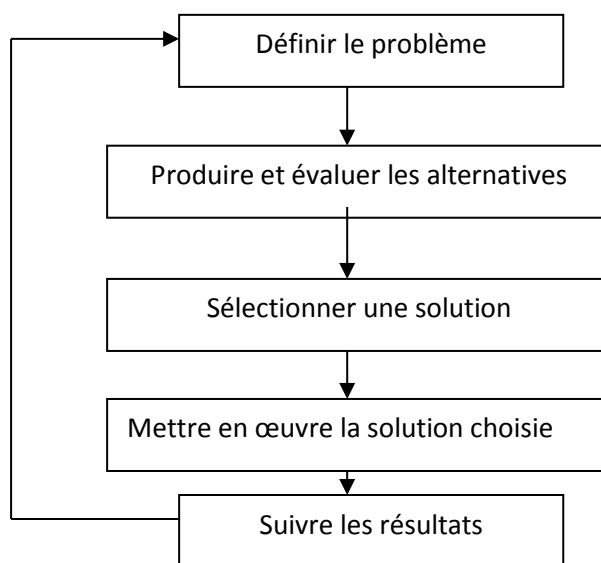 Définir le problème
Produire et évaluer les alternatives
Sélectionner une solution
Mettre en œuvre la solution choisie
Suivre les résultats